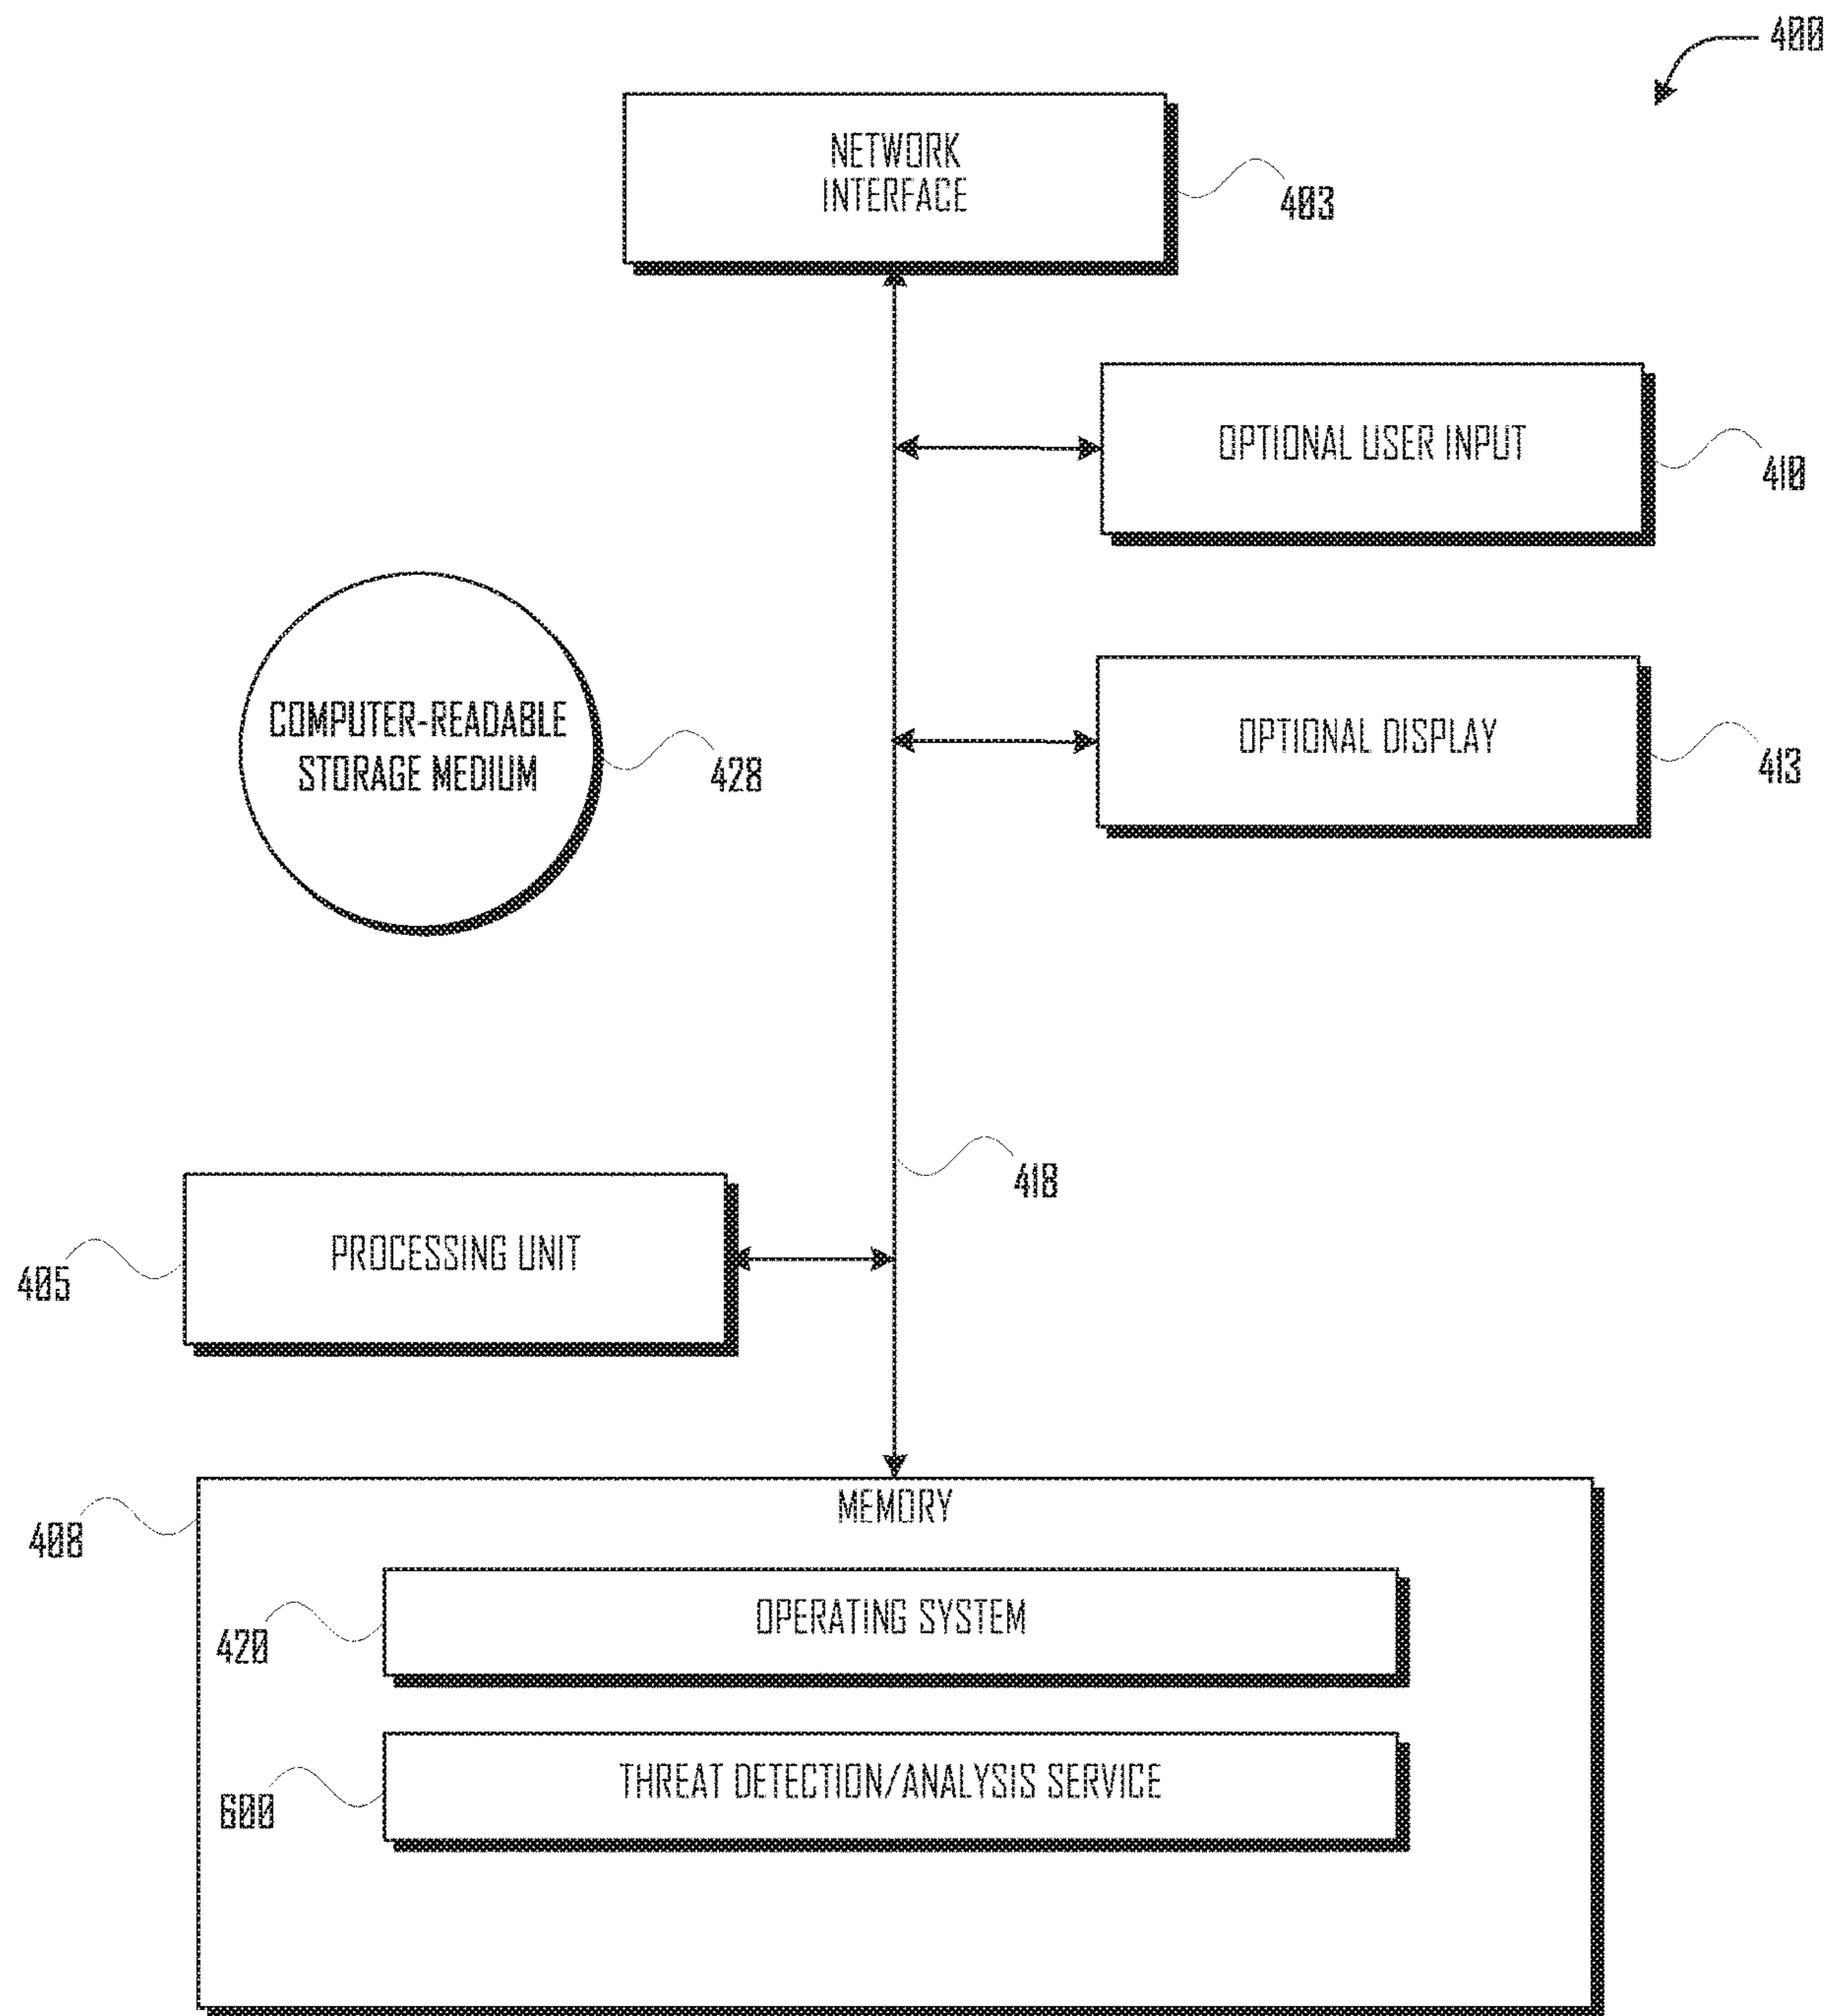 400
NETWORK
INTERFACE
403
OPTIONAL USER INPUT
410
COMPUTER-READABLE
STORAGE MEDIUM
428
OPTIONAL DISPLAY
413
418
PROCESSING UNIT
405
MEMORY
408
OPERATING SYSTEM
420
THREAT DETECTION/ANALYSIS SERVICE
600